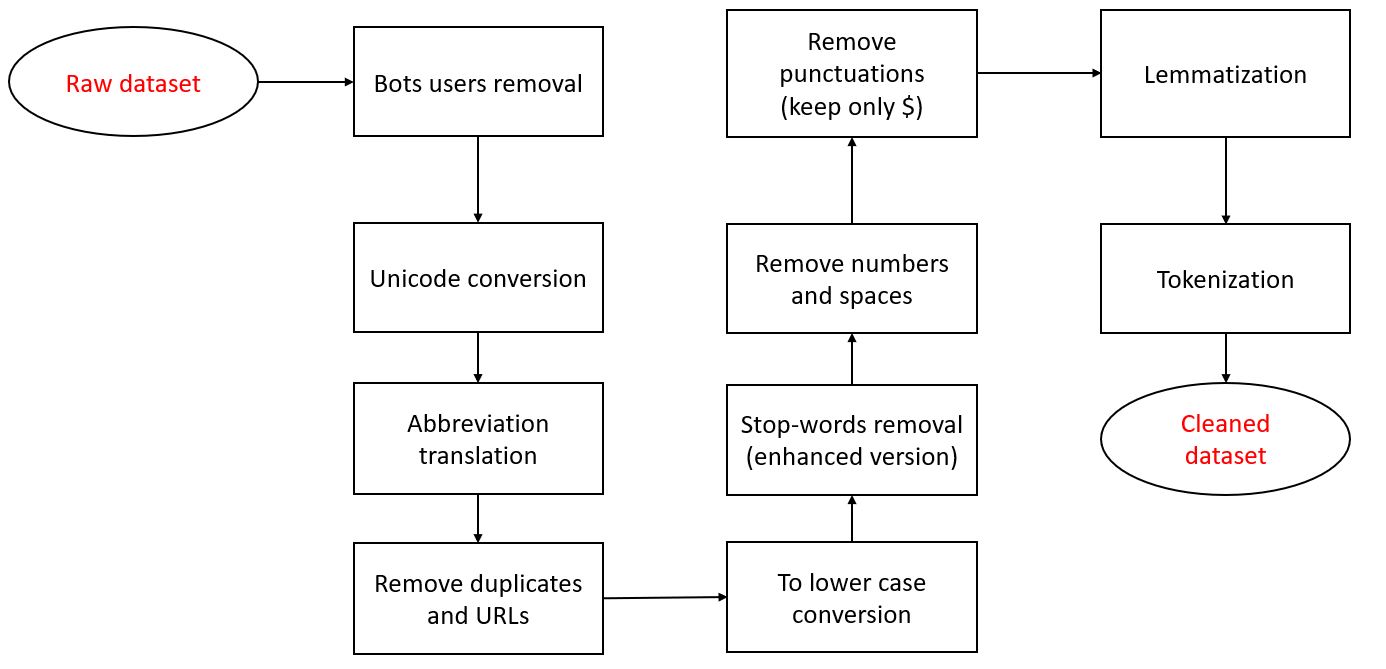 Raw dataset
Bots users removal
Unicode conversion
Abbreviation
translation
Remove duplicates
and URLs
To lower case
conversion
Stop-words removal
(enhanced version)
Remove numbers
and spaces
Remove
punctuations
(keep only $)
Lemmatization
Tokenization
Cleaned
dataset